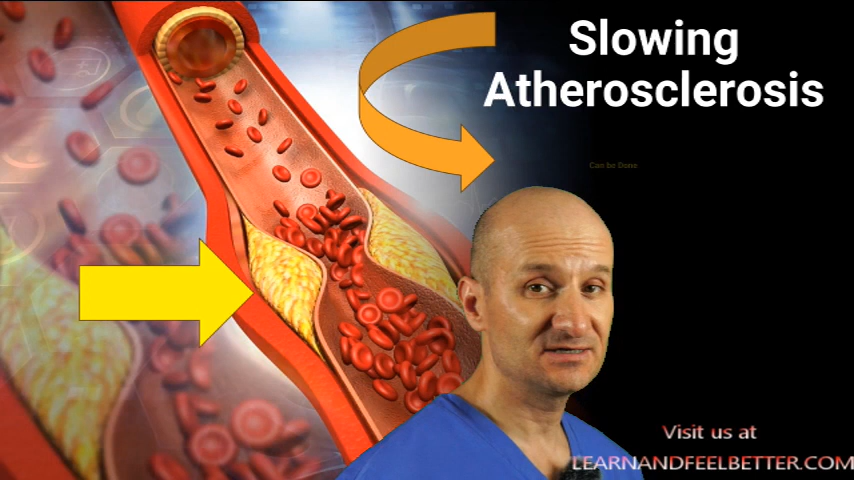 Slowing
Atherosclerosis
Can be Done
Visit us at
LEARNANDFEELBETTER.COM